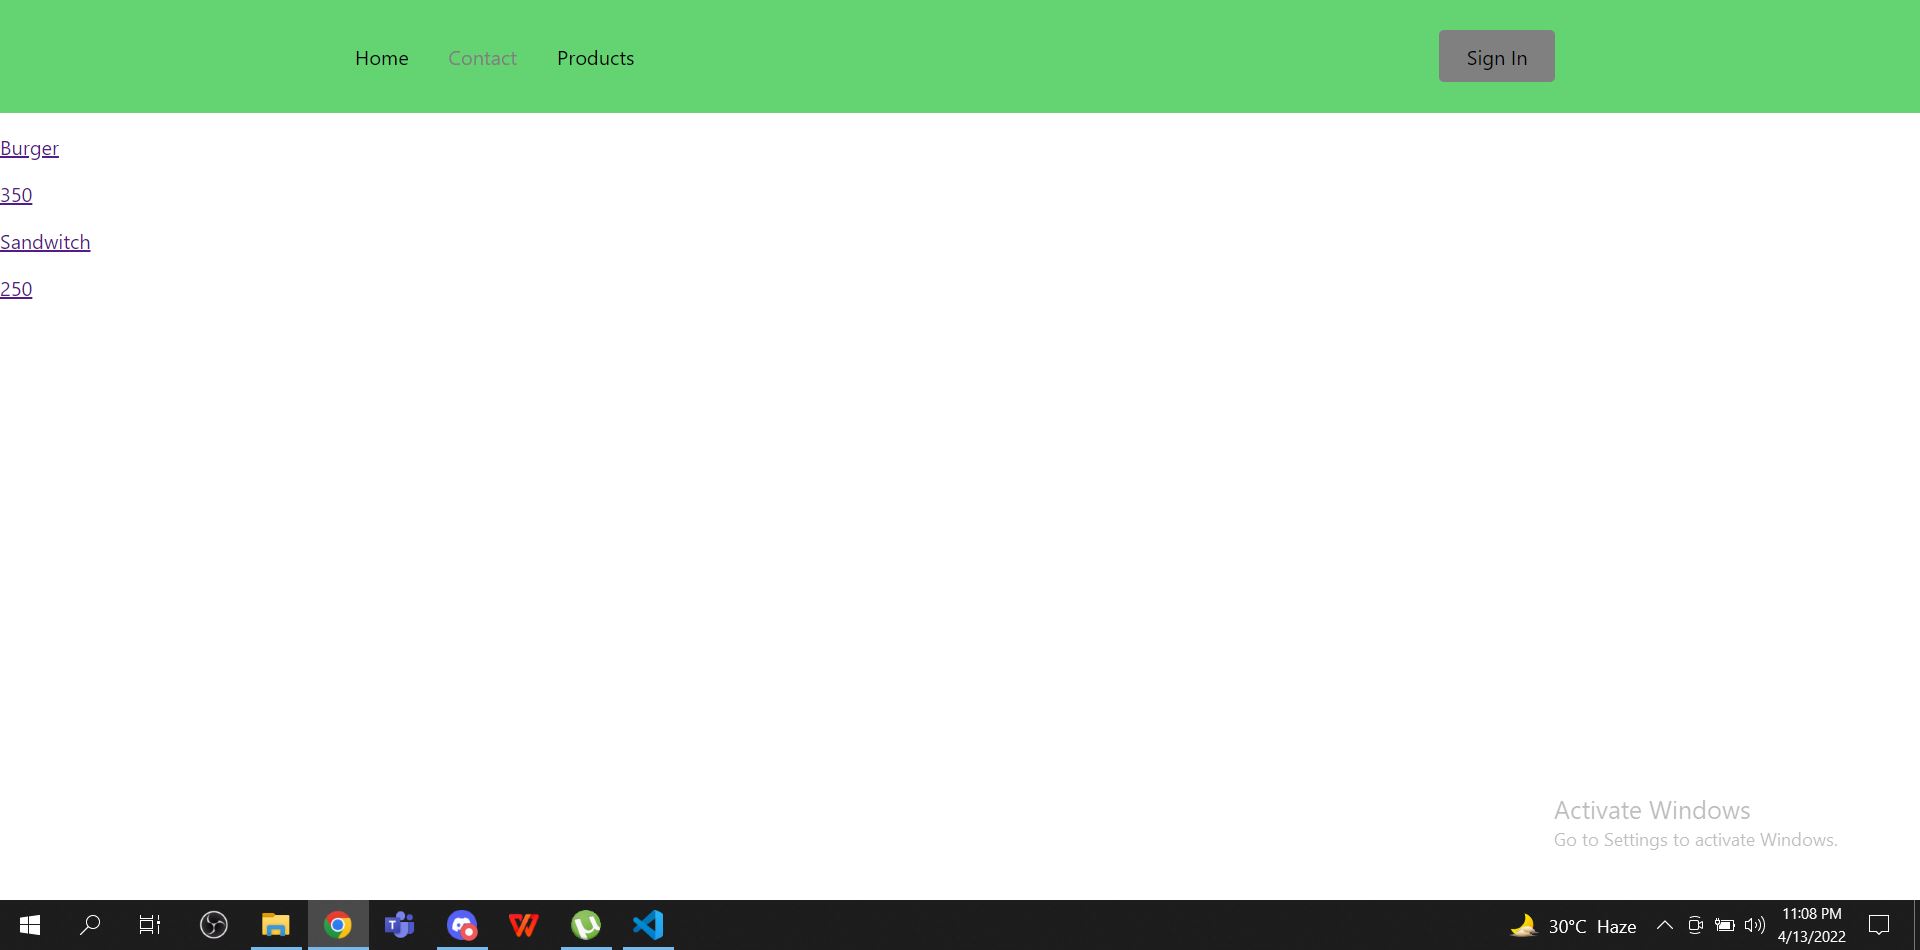 Home Contact Products Sign In
Burger
350
Sandwitch
250
Activate Windows
Go to Settings to activate Windows.
30°C Haze
11:08 PM
4/13/2022